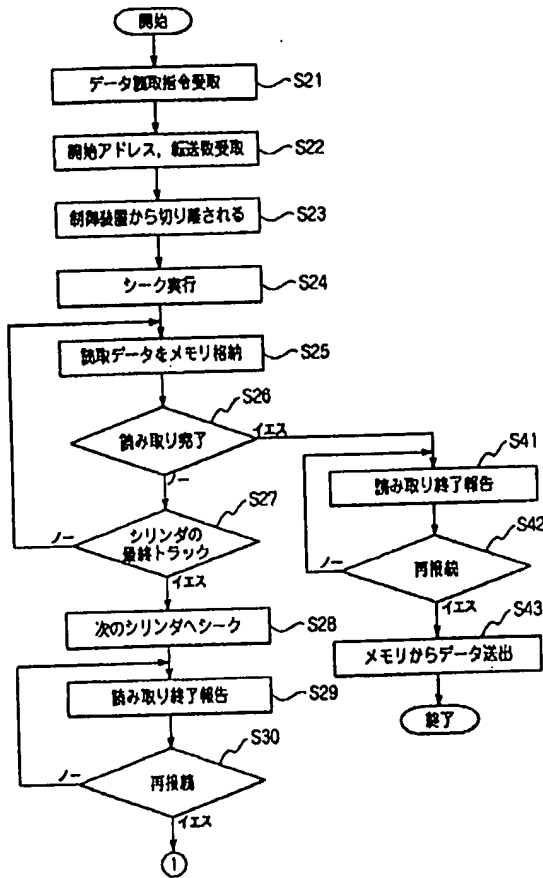 開始
データ読取指令受取
S21
開始アドレス，転送数受取
S22
制御装置から切り離される
S23
シーク実行
S24
読取データをメモリ格納
S25
S26
読み取り完了
イエス
ノー
S27
シリンダの
最終トラック
ノー
イエス
次のシリンダへシーク
S28
読み取り終了報告
S29
S30
再接続
ノー
イエス
1
S41
読み取り終了報告
S42
再接続
ノー
イエス
S43
メモリからデータ送出
終了